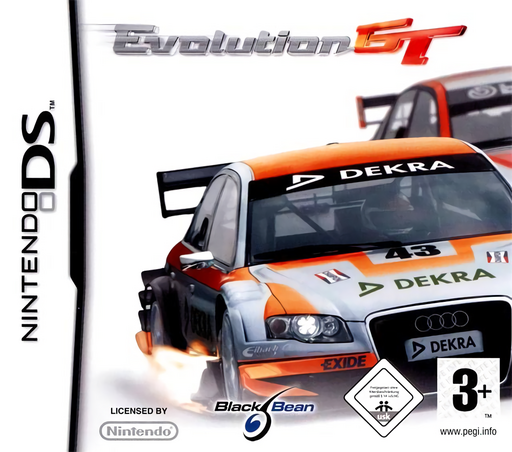 Evolution GT
NINTENDO DS
TM
DEKRA
43
DEKRA
DEKRA
EXIDE
LICENSED BY
Nintendo
Black Bean
usk
3+
TM
www.pegi.info